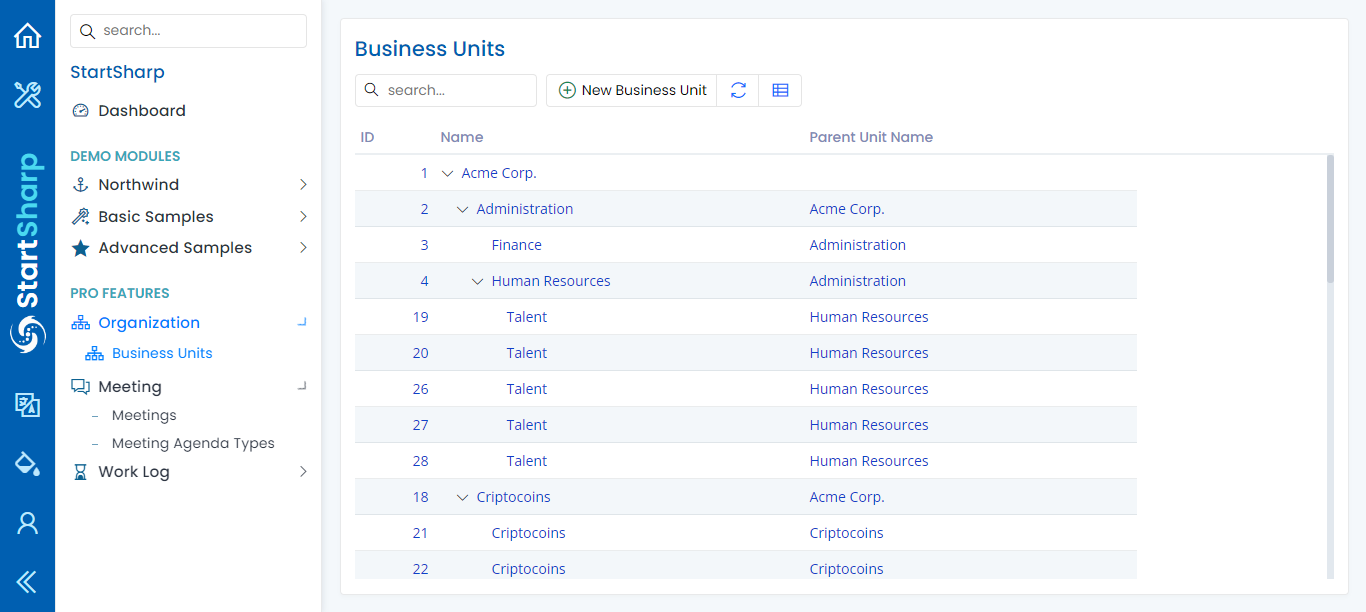 StartSharp
search...
StartSharp
Dashboard
DEMO MODULES
Northwind
Basic Samples
Advanced Samples
PRO FEATURES
Organization
Business Units
Meeting
Meetings
Meeting Agenda Types
Work Log
Business Units
search...
New Business Unit
ID Name Parent Unit Name
1 Acme Corp.
2 Administration Acme Corp.
3 Finance Administration
4 Human Resources Administration
19 Talent Human Resources
20 Talent Human Resources
26 Talent Human Resources
27 Talent Human Resources
28 Talent Human Resources
18 Criptocoins Acme Corp.
21 Criptocoins Criptocoins
22 Criptocoins Criptocoins